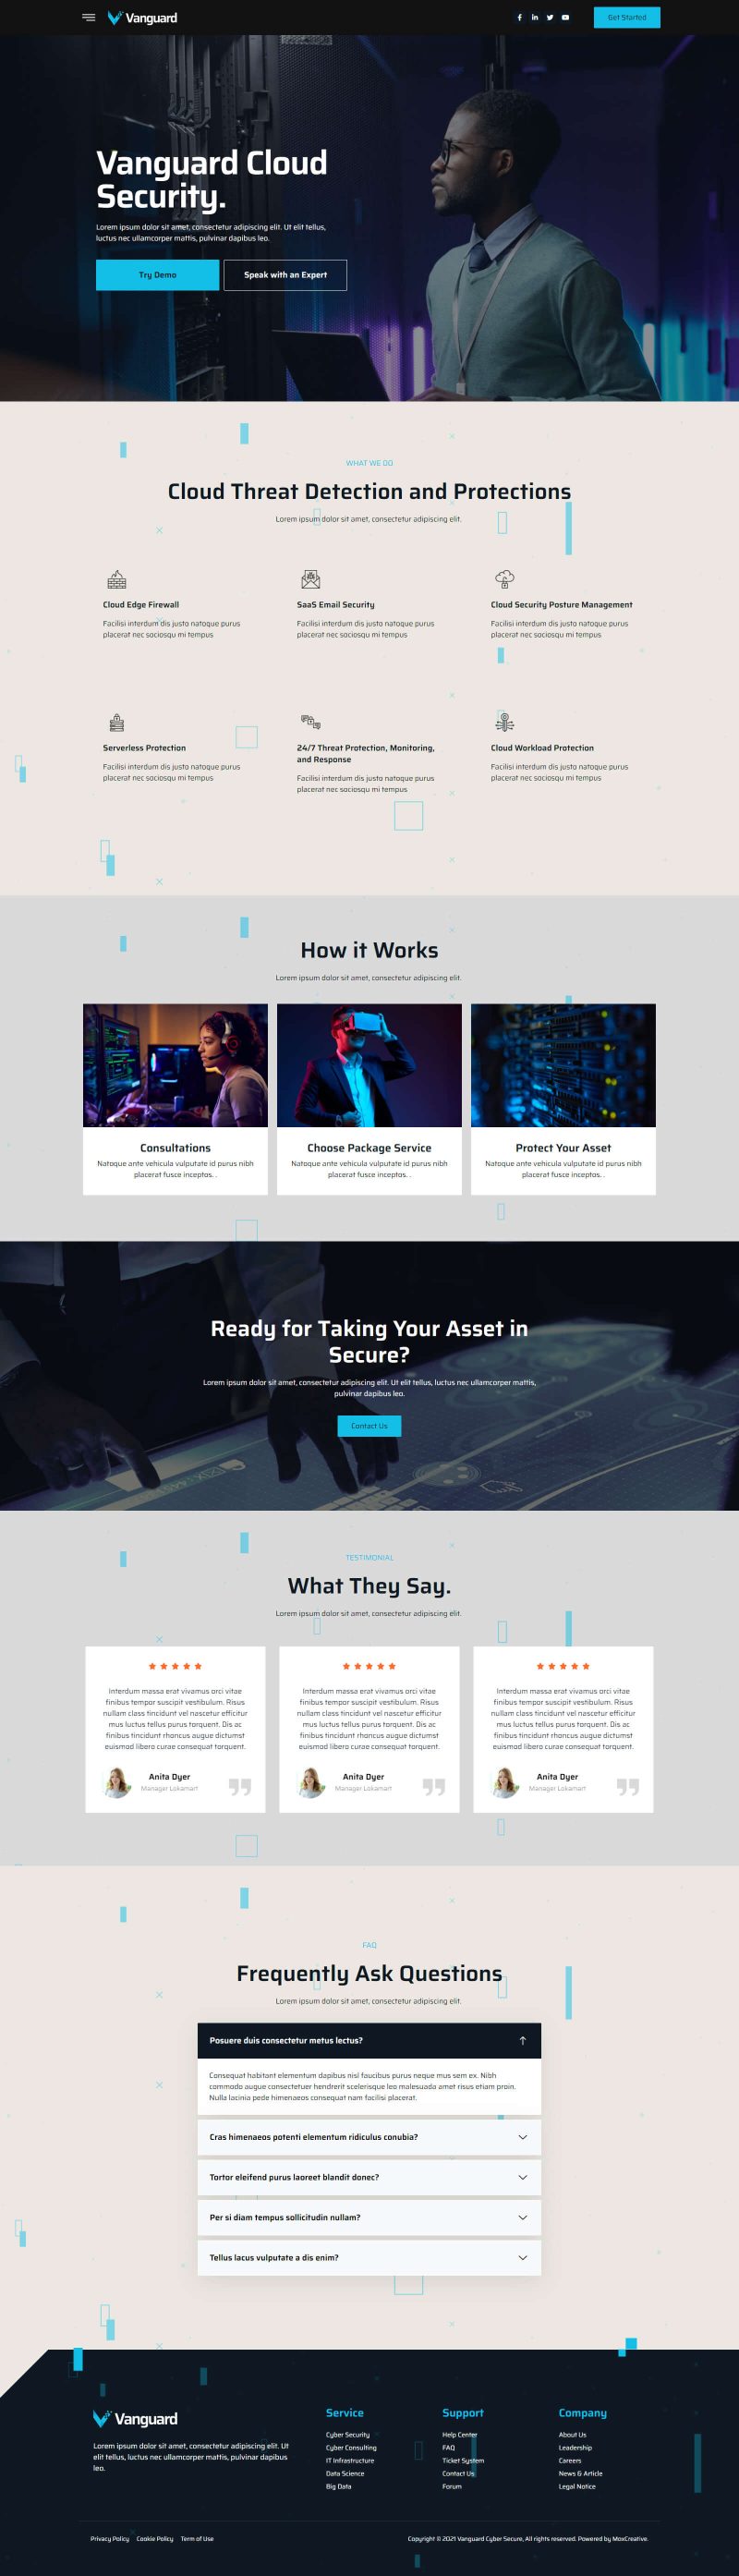 Vanguard
Get Started
Vanguard Cloud
Security.
Lorem ipsum dolor sit amet, consectetur adipiscing elit. Ut elit tellus,
luctus nec ullamcorper mattis, pulvinar dapibus leo.
Try Demo
Speak with an Expert
WHAT WE DO
Cloud Threat Detection and Protections
Lorem ipsum dolor sit amet, consectetur adipiscing elit.
Cloud Edge Firewall
Facilisi interdum dis justo natoque purus
placerat nec sociosqu mi tempus
SaaS Email Security
Facilisi interdum dis justo natoque purus
placerat nec sociosqu mi tempus
Cloud Security Posture Management
Facilisi interdum dis justo natoque purus
placerat nec sociosqu mi tempus
Serverless Protection
Facilisi interdum dis justo natoque purus
placerat nec sociosqu mi tempus
24/7 Threat Protection, Monitoring,
and Response
Facilisi interdum dis justo natoque purus
placerat nec sociosqu mi tempus
Cloud Workload Protection
Facilisi interdum dis justo natoque purus
placerat nec sociosqu mi tempus
How it Works
Lorem ipsum dolor sit amet, consectetur adipiscing elit.
Consultations
Natoque ante vehicula vulputate id purus nibh
placerat fusce inceptos. .
Choose Package Service
Natoque ante vehicula vulputate id purus nibh
placerat fusce inceptos. .
Protect Your Asset
Natoque ante vehicula vulputate id purus nibh
placerat fusce inceptos. .
Ready for Taking Your Asset in
Secure?
Lorem ipsum dolor sit amet, consectetur adipiscing elit. Ut elit tellus, luctus nec ullamcorper mattis,
pulvinar dapibus leo.
Contact Us
TESTIMONIAL
What They Say.
Lorem ipsum dolor sit amet, consectetur adipiscing elit.
Interdum massa erat vivamus orci vitae
finibus tempor suscipit vestibulum. Risus
nullam class tincidunt vel nascetur efficitur
mus luctus tellus purus torquent. Dis ac
finibus tincidunt rhoncus augue dictumst
euismod libero curae consequat torquent.
Anita Dyer
Manager Lokamart
Interdum massa erat vivamus orci vitae
finibus tempor suscipit vestibulum. Risus
nullam class tincidunt vel nascetur efficitur
mus luctus tellus purus torquent. Dis ac
finibus tincidunt rhoncus augue dictumst
euismod libero curae consequat torquent.
Anita Dyer
Manager Lokamart
Interdum massa erat vivamus orci vitae
finibus tempor suscipit vestibulum. Risus
nullam class tincidunt vel nascetur efficitur
mus luctus tellus purus torquent. Dis ac
finibus tincidunt rhoncus augue dictumst
euismod libero curae consequat torquent.
Anita Dyer
Manager Lokamart
FAQ
Frequently Ask Questions
Lorem ipsum dolor sit amet, consectetur adipiscing elit.
Posuere duis consectetur metus lectus?
Consequat habitant elementum dapibus nisl faucibus purus neque mus sem ex. Nibh
commodo augue consectetuer hendrerit scelerisque leo malesuada amet risus etiam proin.
Nulla lacinia pede himenaeos consequat nam facilisi placerat.
Cras himenaeos potenti elementum ridiculus conubia?
Tortor eleifend purus laoreet blandit donec?
Per si diam tempus sollicitudin nullam?
Tellus lacus vulputate a dis enim?
Vanguard
Lorem ipsum dolor sit amet, consectetur adipiscing elit. Ut
elit tellus, luctus nec ullamcorper mattis, pulvinar dapibus
leo.
Service
Cyber Security
Cyber Consulting
IT Infrastructure
Data Science
Big Data
Support
Help Center
FAQ
Ticket System
Contact Us
Forum
Company
About Us
Leadership
Careers
News & Article
Legal Notice
Privacy Policy
Cookie Policy
Term of Use
Copyright © 2021 Vanguard Cyber Secure, All rights reserved. Powered by MoxCreative.